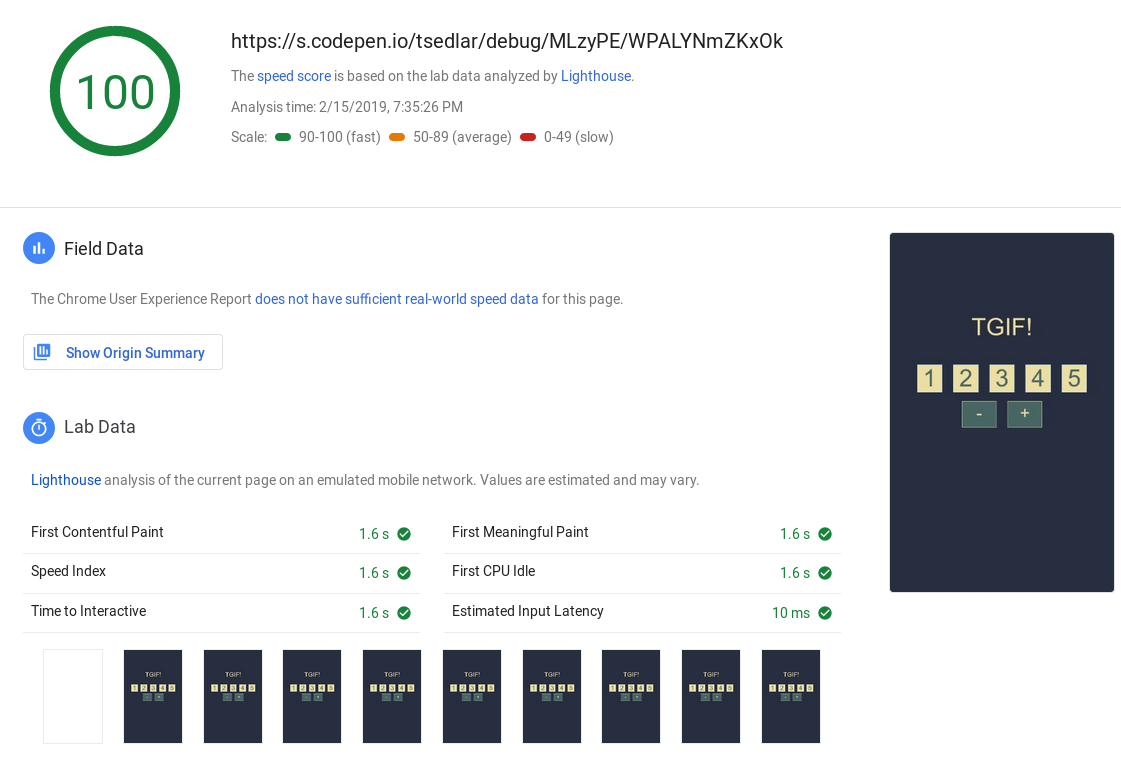 100
https://s.codepen.io/tsedlar/debug/MLzyPE/WPALYNmZKxOk
The speed score is based on the lab data analyzed by Lighthouse.
Analysis time: 2/15/2019, 7:35:26 PM
Scale: 90-100 (fast) 50-89 (average) 0-49 (slow)
Field Data
The Chrome User Experience Report does not have sufficient real-world speed data for this page.
Show Origin Summary
TGIF!
1 2 3 4 5
- +
Lab Data
Lighthouse analysis of the current page on an emulated mobile network. Values are estimated and may vary.
First Contentful Paint 1.6 s
First Meaningful Paint 1.6 s
Speed Index 1.6 s
First CPU Idle 1.6 s
Time to Interactive 1.6 s
Estimated Input Latency 10 ms
TGIF! TGIF! TGIF! TGIF! TGIF! TGIF! TGIF! TGIF! TGIF!
1 2 3 4 5 1 2 3 4 5 1 2 3 4 5 1 2 3 4 5 1 2 3 4 5 1 2 3 4 5 1 2 3 4 5 1 2 3 4 5 1 2 3 4 5
- + - + - + - + - + - + - + - + - +